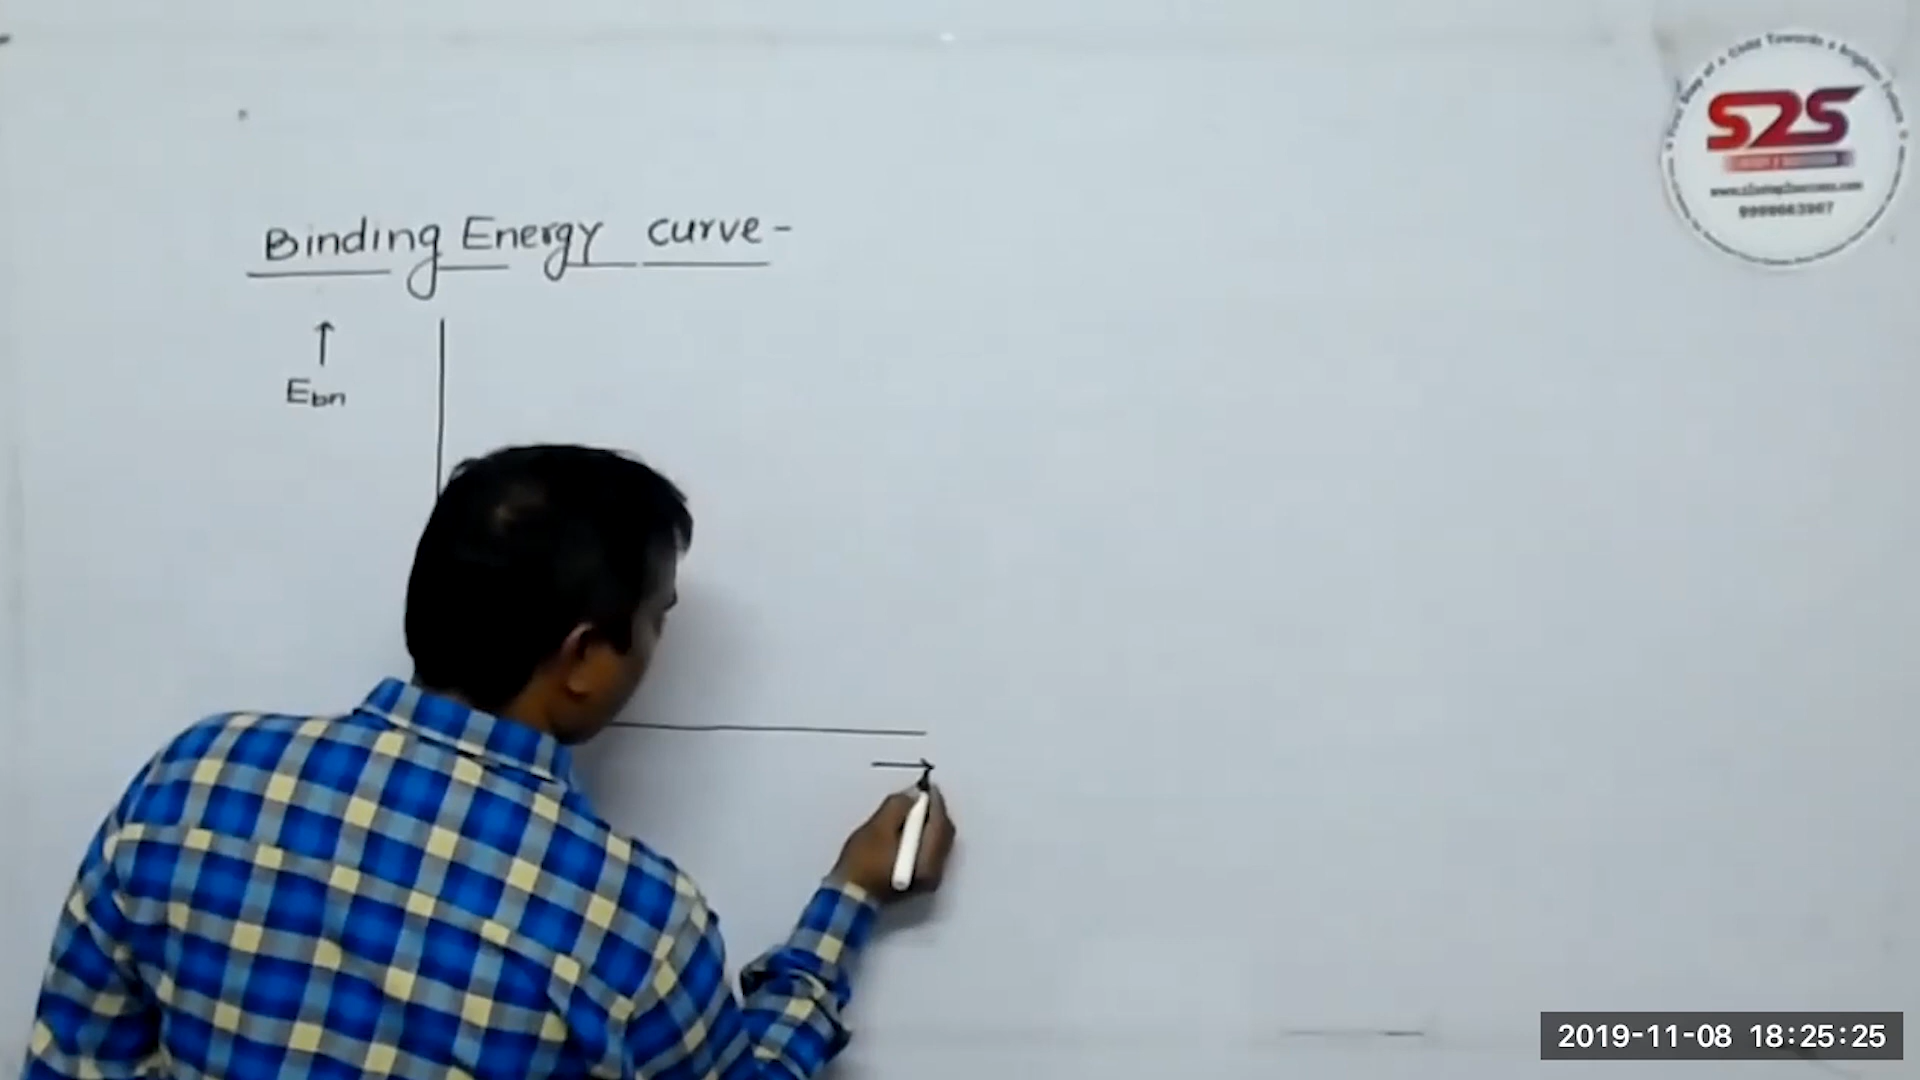 Binding Energy curve -
↑
Ebn
→
S2S
2019-11-08 18:25:25